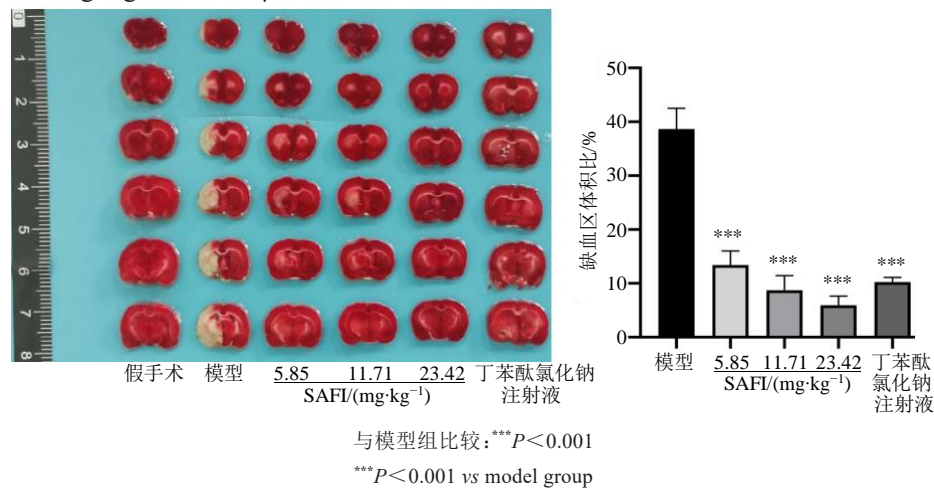 0
1
2
3
4
5
6
7
8
假手术 模型 5.85 11.71 23.42 丁苯酞氯化钠
注射液
SAFI/(mg·kg⁻¹)
缺血区体积比/%
50
40
30
20
10
0
*** *** *** ***
模型 5.85 11.71 23.42 丁苯酞
氯化钠
注射液
SAFI/(mg·kg⁻¹)
与模型组比较:***P<0.001
***P<0.001 vs model group